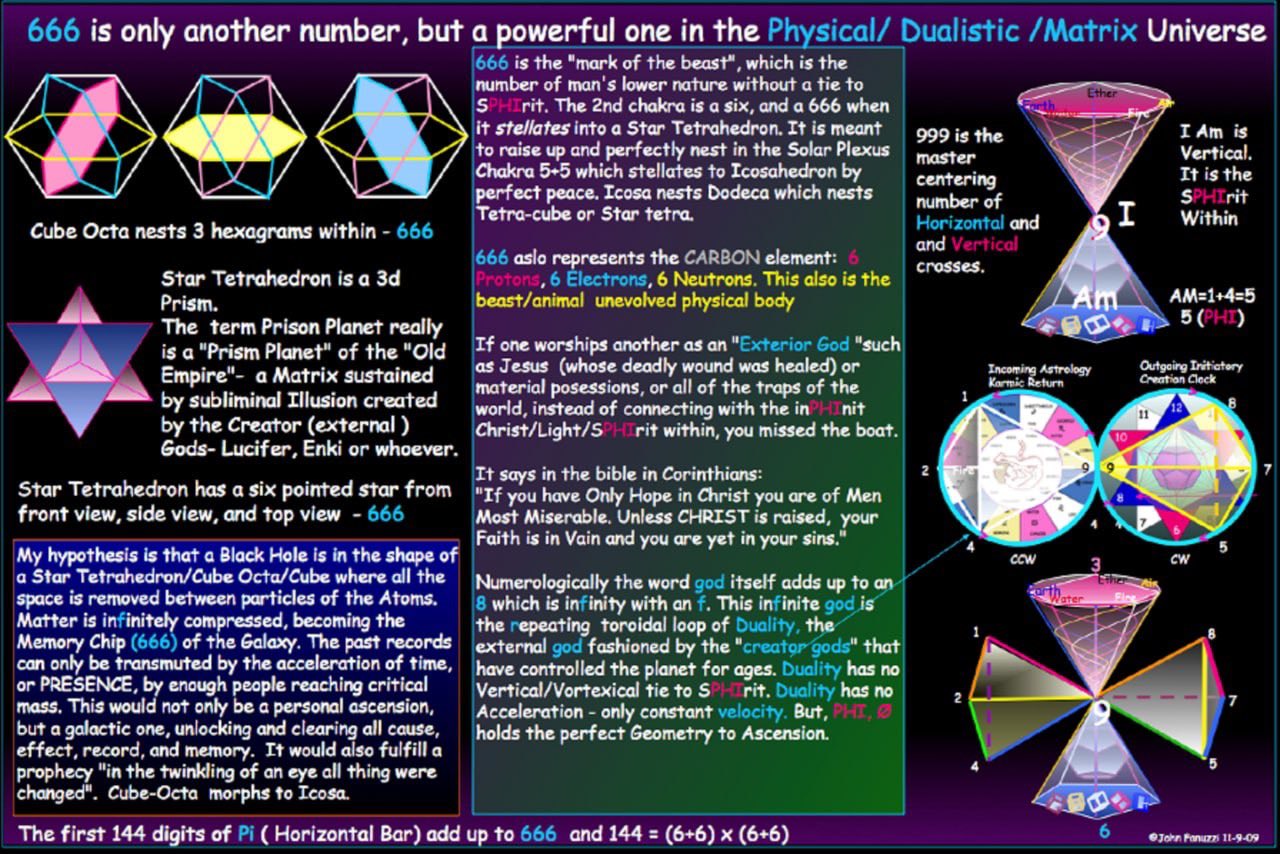 666 is only another number, but a powerful one in the Physical/ Dualistic /Matrix Universe
Cube Octa nests 3 hexagrams within - 666
Star Tetrahedron is a 3d
Prism.
The term Prison Planet really
is a "Prism Planet" of the "Old
Empire"- a Matrix sustained
by subliminal Illusion created
by the Creator (external )
Gods- Lucifer, Enki or whoever.
Star Tetrahedron has a six pointed star from
front view, side view, and top view - 666
My hypothesis is that a Black Hole is in the shape of
a Star Tetrahedron/Cube Octa/Cube where all the
space is removed between particles of the Atoms.
Matter is infinitely compressed, becoming the
Memory Chip (666) of the Galaxy. The past records
can only be transmuted by the acceleration of time,
or PRESENCE, by enough people reaching critical
mass. This would not only be a personal ascension,
but a galactic one, unlocking and clearing all cause,
effect, record, and memory. It would also fulfill a
prophecy "in the twinkling of an eye all thing were
changed". Cube-Octa morphs to Icosa.
666 is the "mark of the beast", which is the
number of man's lower nature without a tie to
SPHIrit. The 2nd chakra is a six, and a 666 when
it stellates into a Star Tetrahedron. It is meant
to raise up and perfectly nest in the Solar Plexus
Chakra 5+5 which stellates to Icosahedron by
perfect peace. Icosa nests Dodeca which nests
Tetra-cube or Star tetra.
666 aslo represents the CARBON element: 6
Protons, 6 Electrons, 6 Neutrons. This also is the
beast/animal unevolved physical body
If one worships another as an "Exterior God "such
as Jesus (whose deadly wound was healed) or
material posessions, or all of the traps of the
world, instead of connecting with the inPHInit
Christ/Light/SPHIrit within, you missed the boat.
It says in the bible in Corinthians:
"If you have Only Hope in Christ you are of Men
Most Miserable. Unless CHRIST is raised, your
Faith is in Vain and you are yet in your sins."
Numerologically the word god itself adds up to an
8 which is infinity with an f. This infinite god is
the repeating toroidal loop of Duality, the
external god fashioned by the "creator gods" that
have controlled the planet for ages. Duality has no
Vertical/Vortexical tie to SPHIrit. Duality has no
Acceleration - only constant velocity. But, PHI, Ø
holds the perfect Geometry to Ascension.
999 is the
master
centering
number of
Horizontal and
and Vertical
crosses.
Ether
Earth
Water
Fire
Air
9
I
Am
I Am is
Vertical.
It is the
SPHIrit
Within
AM=1+4=5
5 (PHI)
Incoming Astrology
Karmic Return
Outgoing Initiatory
Creation Clock
1
2
Fire
9
4
CCW
11
12
1
8
10
9
7
8
4
7
6
5
CW
3
Ether
Air
Earth
Water
Fire
1
8
2
7
9
4
5
6
The first 144 digits of Pi ( Horizontal Bar) add up to 666 and 144 = (6+6) x (6+6)
©John Fanuzzi 11-9-09